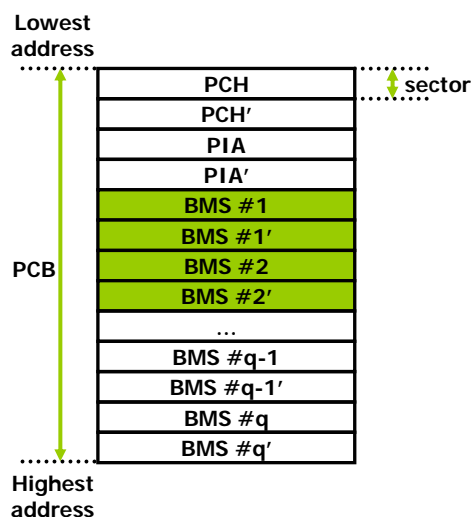 Lowest
address
PCH
sector
PCH'
PIA
PIA'
BMS #1
BMS #1'
PCB
BMS #2
BMS #2'
...
BMS #q-1
BMS #q-1'
BMS #q
BMS #q'
Highest
address